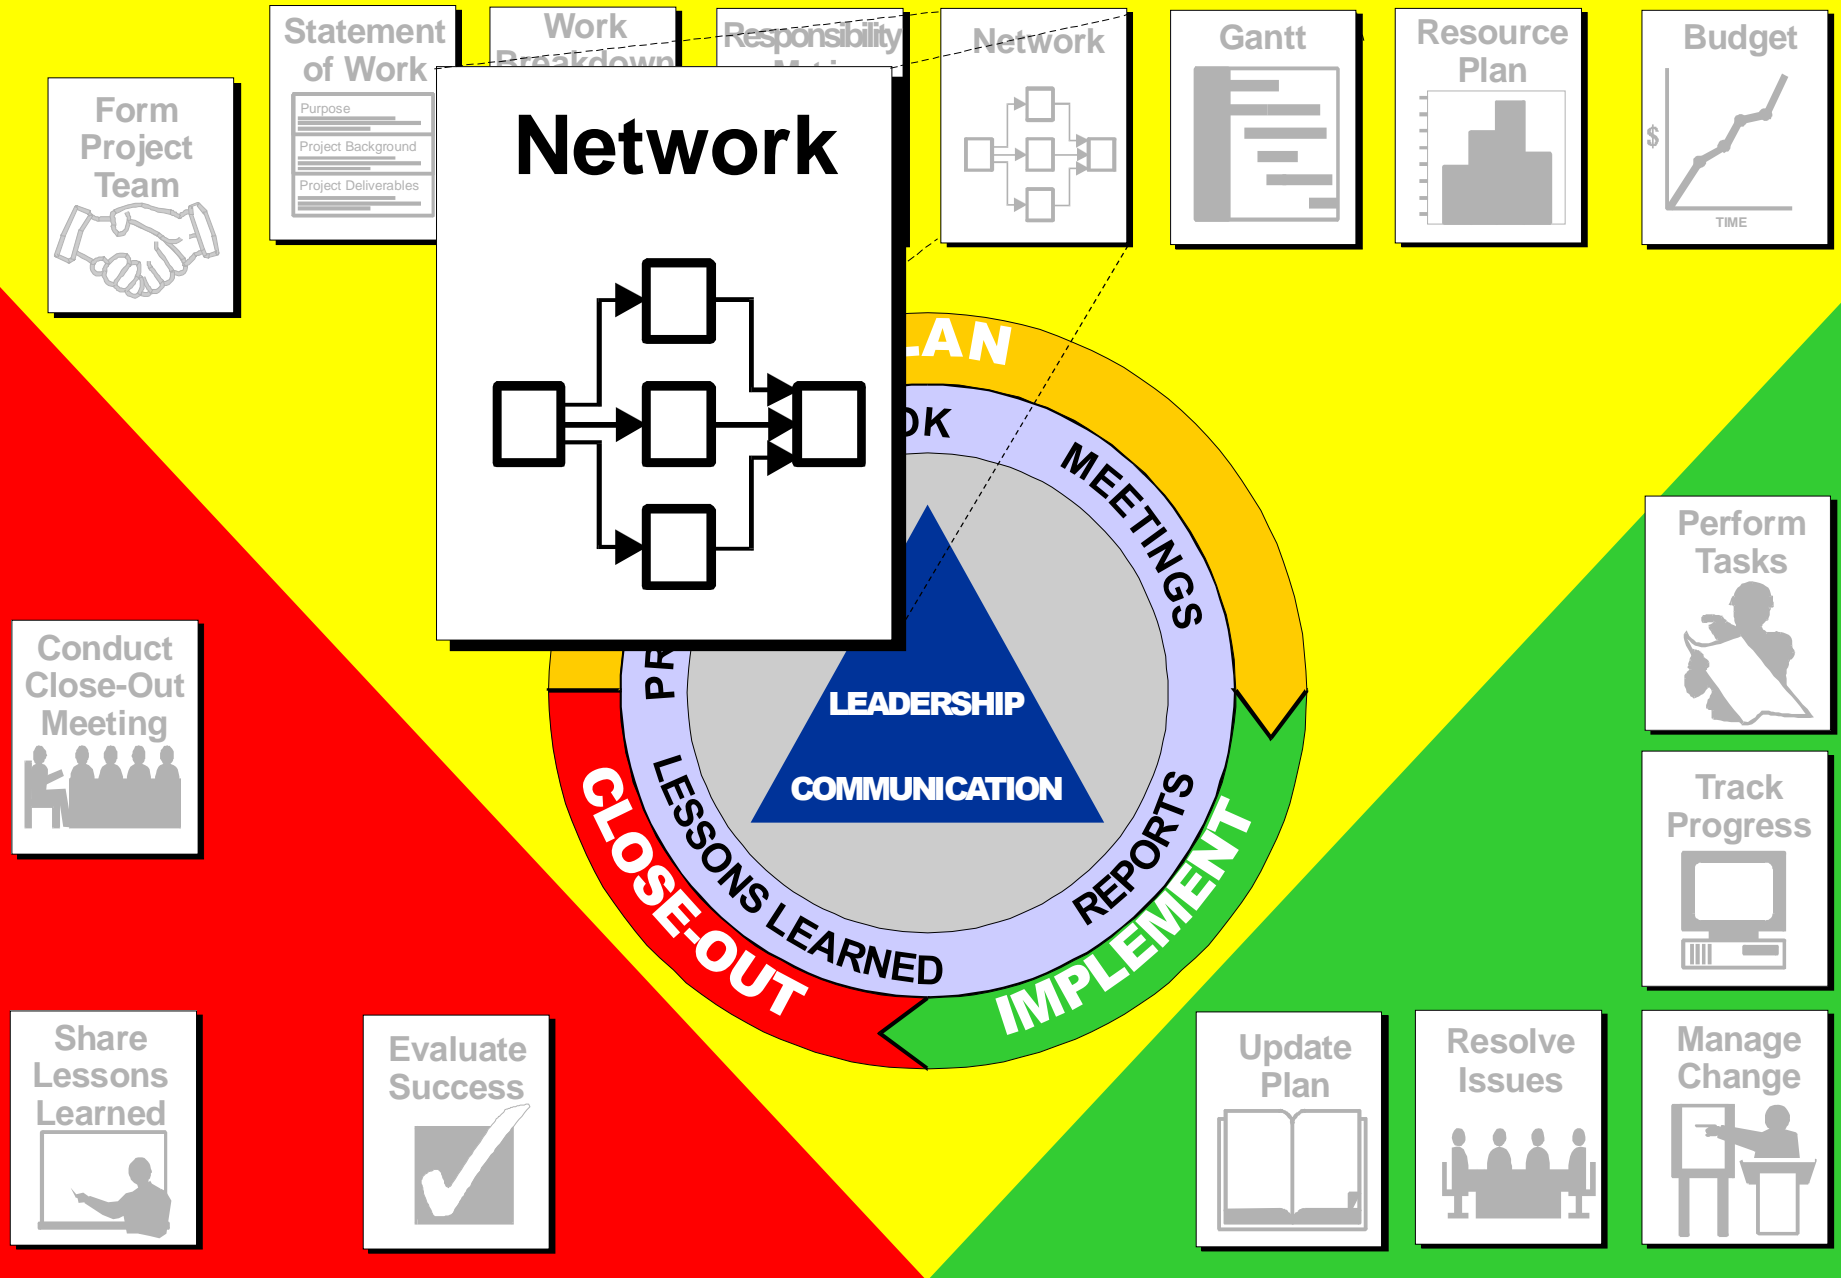 Form
Project
Team
Statement
of Work
Purpose
Project Background
Project Deliverables
Work
Breakdown
Responsibility
Network
Gantt
Resource
Plan
Budget
$
TIME
Network
LAN
OK
MEETINGS
PR
LEADERSHIP
COMMUNICATION
CLOSE-OUT
LESSONS LEARNED
REPORTS
IMPLEMENT
Perform
Tasks
Track
Progress
Conduct
Close-Out
Meeting
Share
Lessons
Learned
Evaluate
Success
Update
Plan
Resolve
Issues
Manage
Change